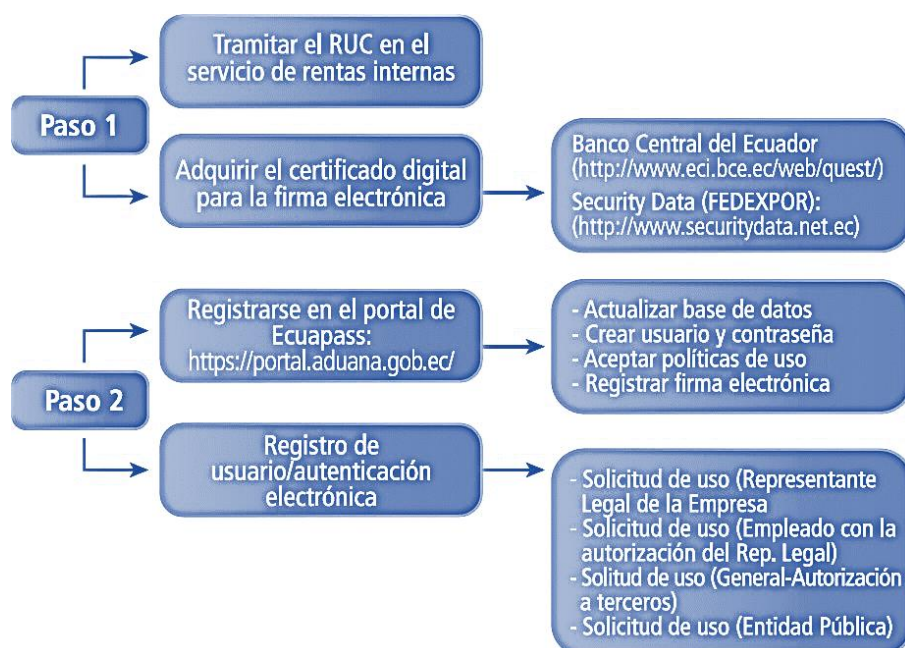 Paso 1
Tramitar el RUC en el
servicio de rentas internas
Adquirir el certificado digital
para la firma electrónica
Banco Central del Ecuador
(http://www.eci.bce.ec/web/quest/)
Security Data (FEDEXPOR):
(http://www.securitydata.net.ec)
Paso 2
Registrarse en el portal de
Ecuapass:
https://portal.aduana.gob.ec/
- Actualizar base de datos
- Crear usuario y contraseña
- Aceptar políticas de uso
- Registrar firma electrónica
Registro de
usuario/autenticación
electrónica
- Solicitud de uso (Representante
Legal de la Empresa
- Solicitud de uso (Empleado con la
autorización del Rep. Legal)
- Solitud de uso (General-Autorización
a terceros)
- Solicitud de uso (Entidad Pública)